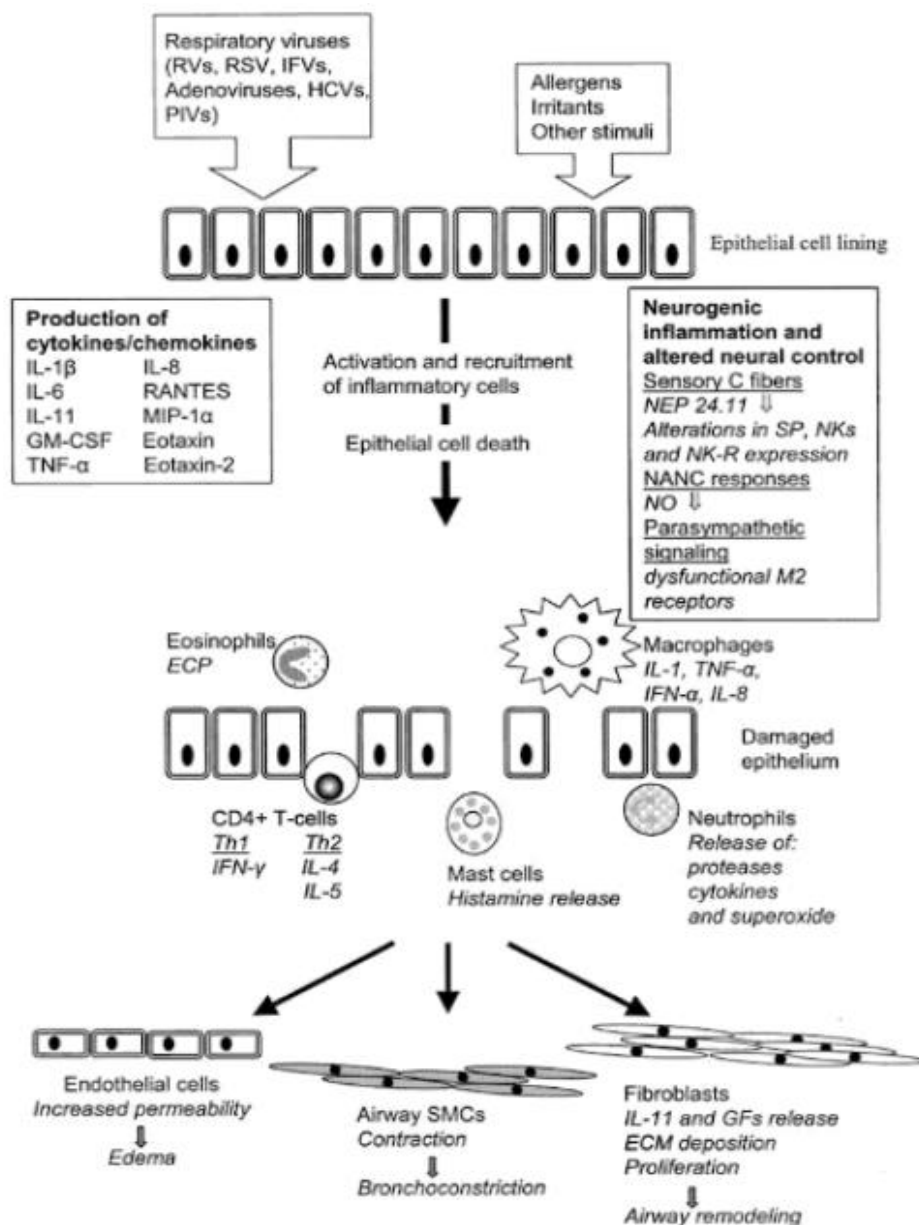 Respiratory viruses
(RVs, RSV, IFVs,
Adenoviruses, HCVs,
PIVs)
Allergens
Irritants
Other stimuli
Epithelial cell lining
Production of
cytokines/chemokines
IL-1β IL-8
IL-6 RANTES
IL-11 MIP-1α
GM-CSF Eotaxin
TNF-α Eotaxin-2
Activation and recruitment
of inflammatory cells
Epithelial cell death
Neurogenic
inflammation and
altered neural control
Sensory C fibers
NEP 24.11 ⇓
Alterations in SP, NKs
and NK-R expression
NANC responses
NO ⇓
Parasympathetic
signaling
dysfunctional M2
receptors
Eosinophils
ECP
Macrophages
IL-1, TNF-α,
IFN-α, IL-8
Damaged
epithelium
CD4+ T-cells
Th1 Th2
IFN-γ IL-4
IL-5
Mast cells
Histamine release
Neutrophils
Release of:
proteases
cytokines
and superoxide
Endothelial cells
Increased permeability
Edema
Airway SMCs
Contraction
Bronchoconstriction
Fibroblasts
IL-11 and GFs release
ECM deposition
Proliferation
Airway remodeling